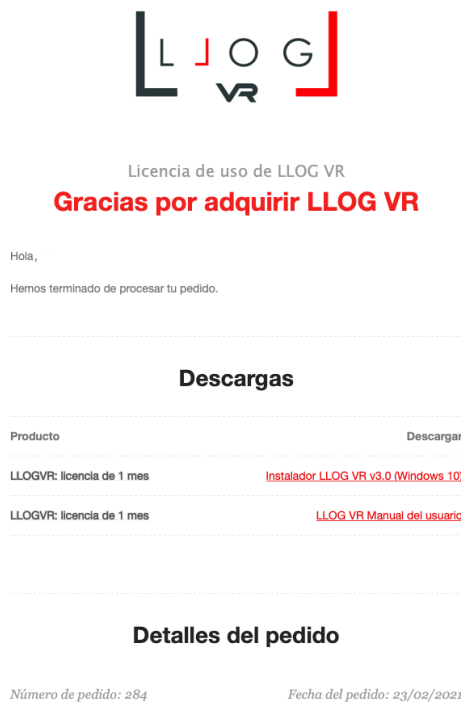 LLOG
VR
Licencia de uso de LLOG VR
Gracias por adquirir LLOG VR
Hola,
Hemos terminado de procesar tu pedido.
Descargas
Producto Descargar
LLOGVR: licencia de 1 mes Instalador LLOG VR v3.0 (Windows 10)
LLOGVR: licencia de 1 mes LLOG VR Manual del usuario
Detalles del pedido
Número de pedido: 284 Fecha del pedido: 23/02/2021